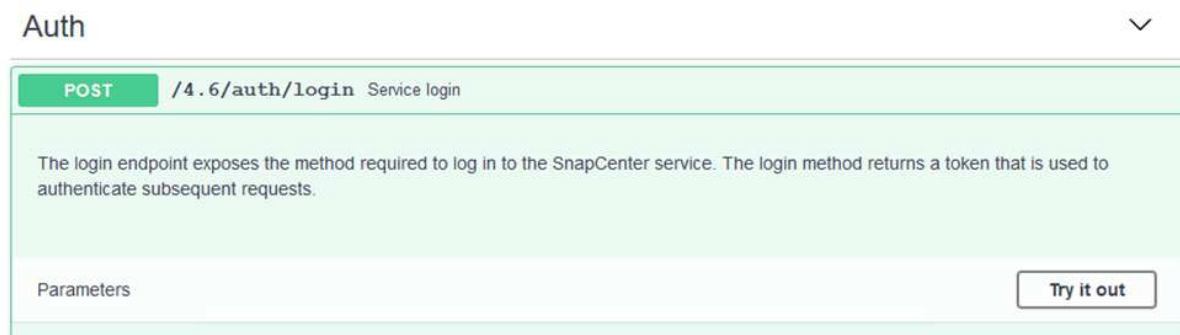 Auth
POST /4.6/auth/login Service login
The login endpoint exposes the method required to log in to the SnapCenter service. The login method returns a token that is used to
authenticate subsequent requests.
Parameters Try it out